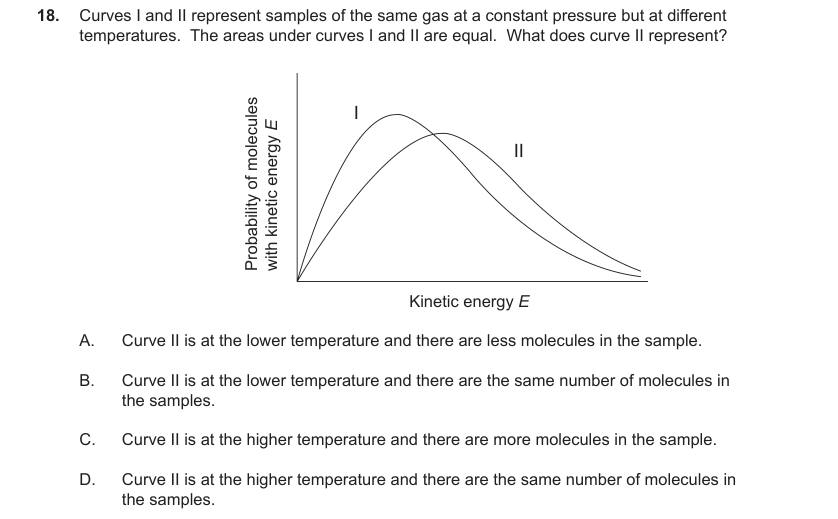 18. Curves I and II represent samples of the same gas at a constant pressure but at different
temperatures. The areas under curves I and II are equal. What does curve II represent?
Probability of molecules
with kinetic energy E
I
II
Kinetic energy E
A. Curve II is at the lower temperature and there are less molecules in the sample.
B. Curve II is at the lower temperature and there are the same number of molecules in
the samples.
C. Curve II is at the higher temperature and there are more molecules in the sample.
D. Curve II is at the higher temperature and there are the same number of molecules in
the samples.